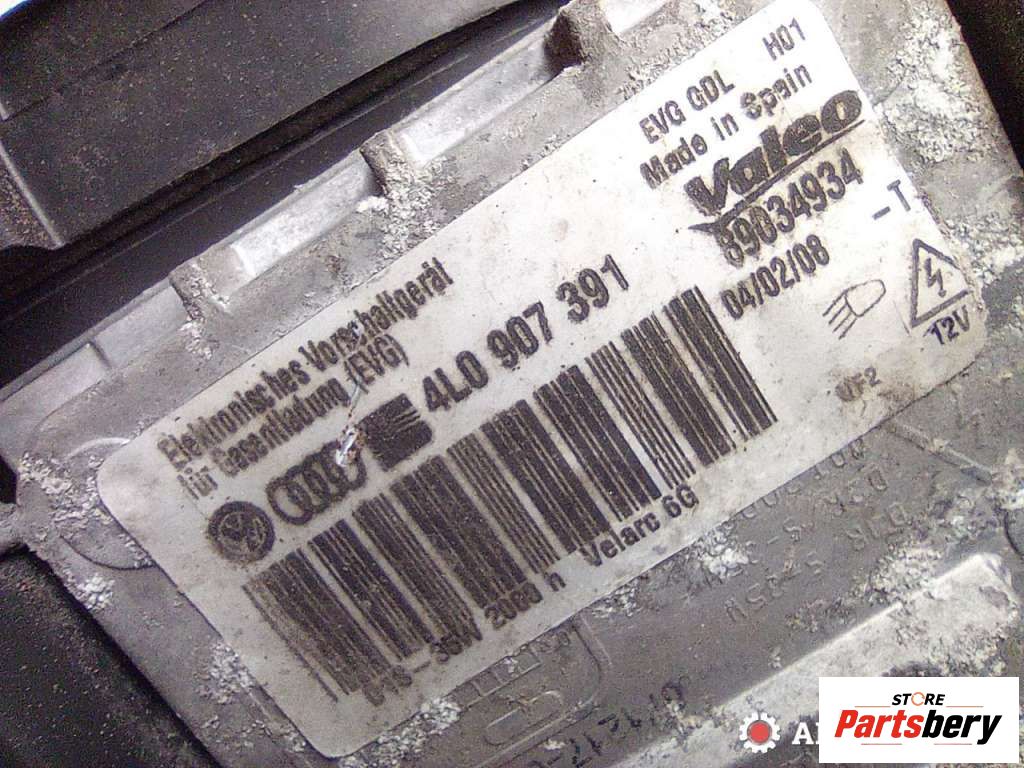 EVG GDL H01
Made in Spain
Valeo
89034934
04/02/08
-T
12V
Elektronisches Vorschaltgerät
für Gasentladung (EVG)
4L0 907 391
UF2
D1S-35W 2000 h Velarc 6G
STORE
Partsbery